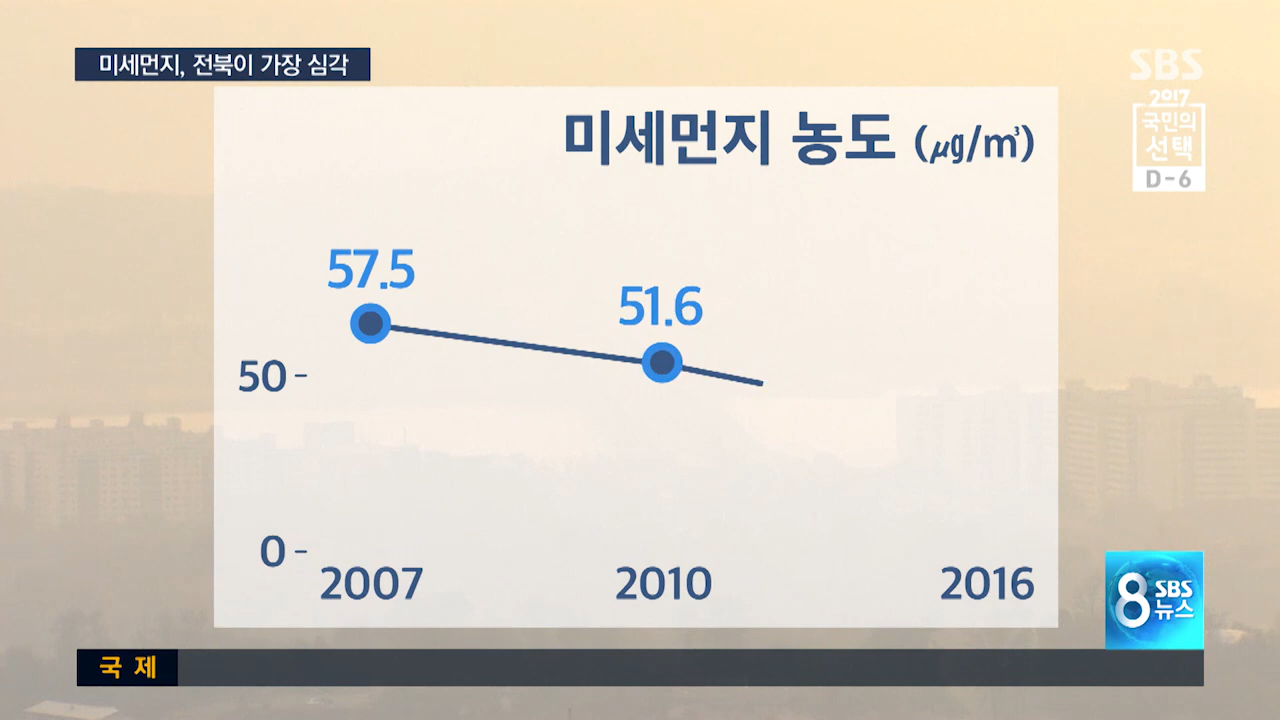 미세먼지, 전북이 가장 심각
SBS
2017
국민의
선택
D-6
미세먼지 농도 (㎍/㎥)
57.5
51.6
50
0
2007
2010
2016
8 SBS
뉴스
국 제